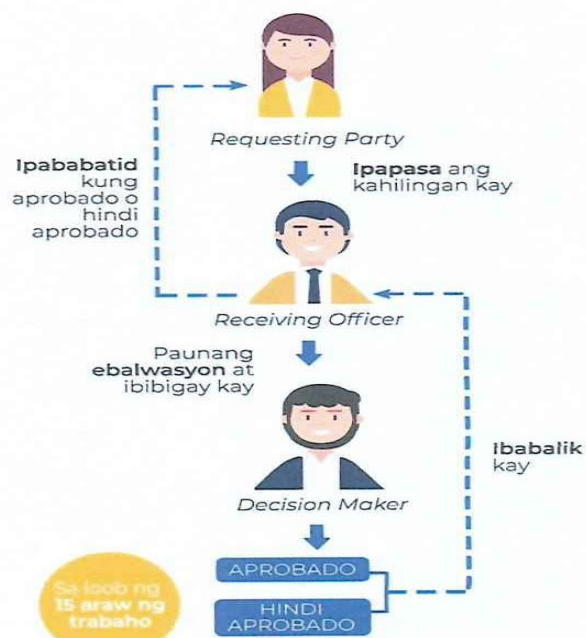 Requesting Party
Ipababatid
kung
aprobado o
hindi
aprobado
Ipapasa ang
kahilingan kay
Receiving Officer
Paunang
ebalwasyon at
ibibigay kay
Ibabalik
kay
Decision Maker
APROBADO
HINDI
APROBADO
Sa loob ng
15 araw ng
trabaho